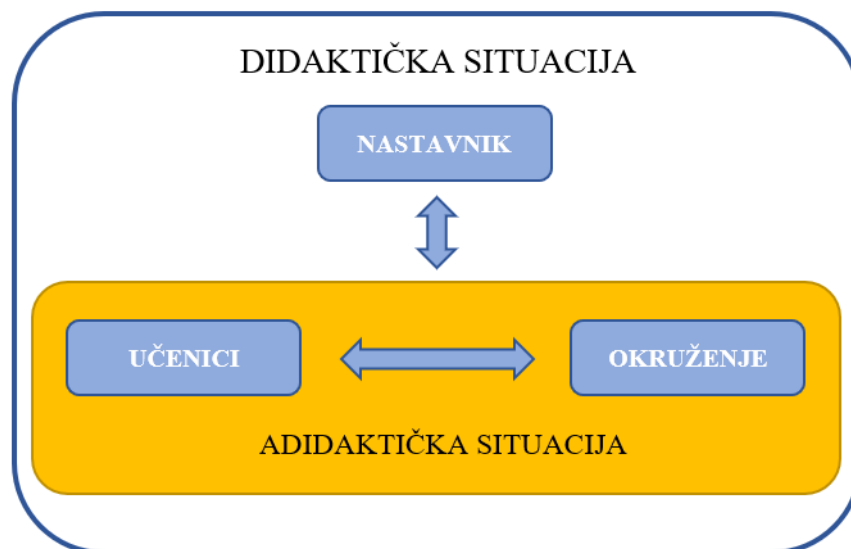 DIDAKTIČKA SITUACIJA
NASTAVNIK
UČENICI
OKRUŽENJE
ADIDAKTIČKA SITUACIJA